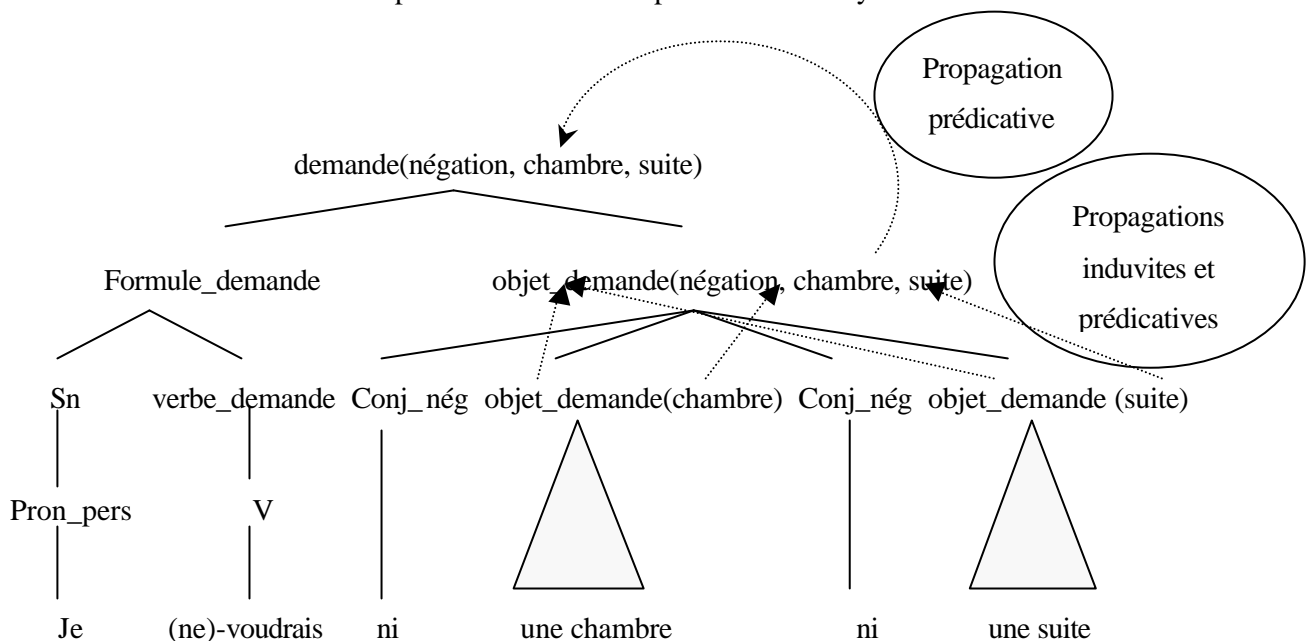 Propagation
prédicative
demande(négation, chambre, suite)
Propagations
induvites et
prédicatives
Formule_demande
objet_demande(négation, chambre, suite)
Sn
verbe_demande
Conj_nég
objet_demande(chambre)
Conj_nég
objet_demande (suite)
Pron_pers
V
Je
(ne)-voudrais
ni
une chambre
ni
une suite